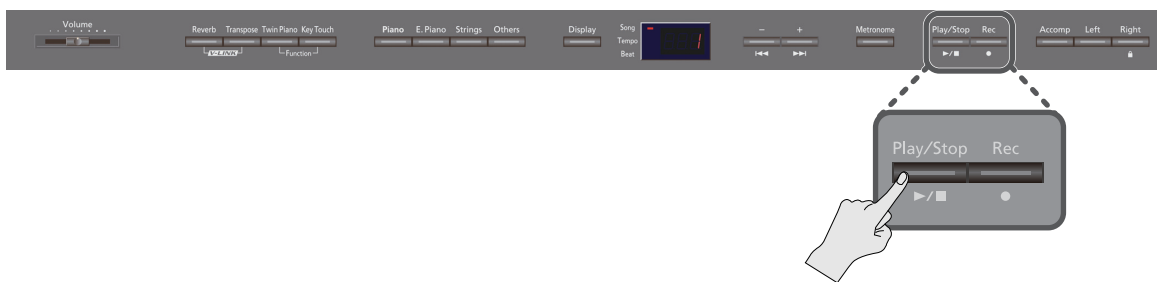 Volume
Reverb Transpose Twin Piano Key Touch
V-LINK Function
Piano E. Piano Strings Others
Display
Song
Tempo
Beat
1
− +
Metronome
Play/Stop Rec
Accomp Left Right
Play/Stop Rec